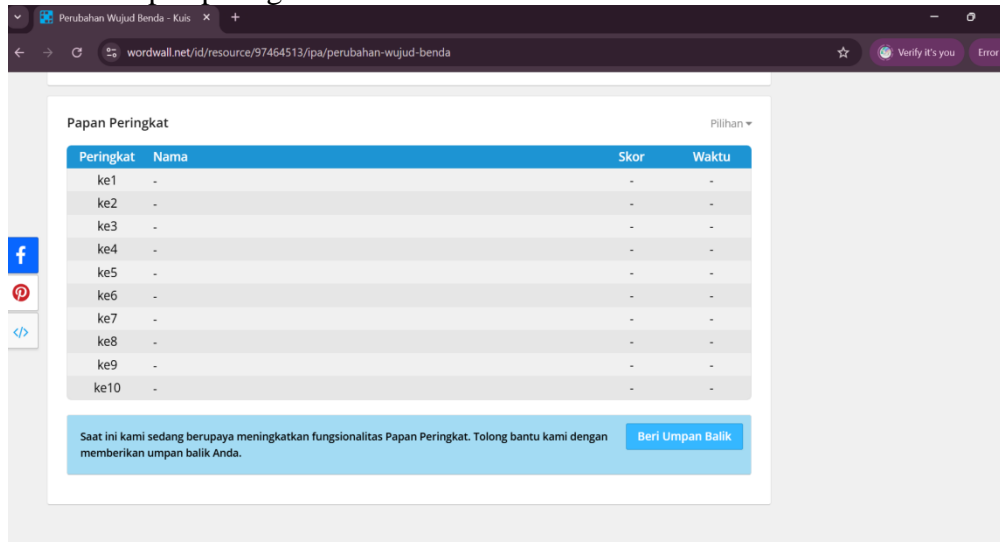 Perubahan Wujud Benda - Kuis
wordwall.net/id/resource/97464513/ipa/perubahan-wujud-benda
Verify it's you
Error
Papan Peringkat
Pilihan
Peringkat Nama Skor Waktu
ke1 - - -
ke2 - - -
ke3 - - -
ke4 - - -
ke5 - - -
ke6 - - -
ke7 - - -
ke8 - - -
ke9 - - -
ke10 - - -
Saat ini kami sedang berupaya meningkatkan fungsionalitas Papan Peringkat. Tolong bantu kami dengan
memberikan umpan balik Anda.
Beri Umpan Balik